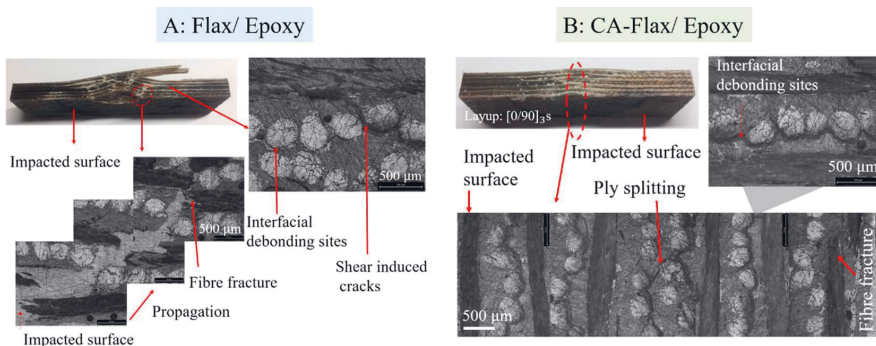 A: Flax/ Epoxy
Impacted surface
500 μm
Interfacial
debonding sites
Shear induced
cracks
500 μm
Fibre fracture
Propagation
Impacted surface
B: CA-Flax/ Epoxy
Layup: [0/90]₃s
Interfacial
debonding sites
500 μm
Impacted
surface
Impacted surface
Ply splitting
500 μm
Fibre fracture